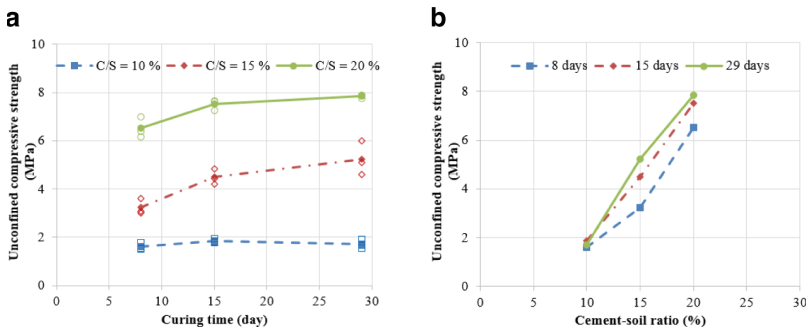 a
Unconfined compressive strength
(MPa)
10
8
6
4
2
0
C/S = 10 %
C/S = 15 %
C/S = 20 %
0
5
10
15
20
25
30
Curing time (day)
b
Unconfined compressive strength
(MPa)
10
8
6
4
2
0
8 days
15 days
29 days
0
5
10
15
20
25
30
Cement-soil ratio (%)